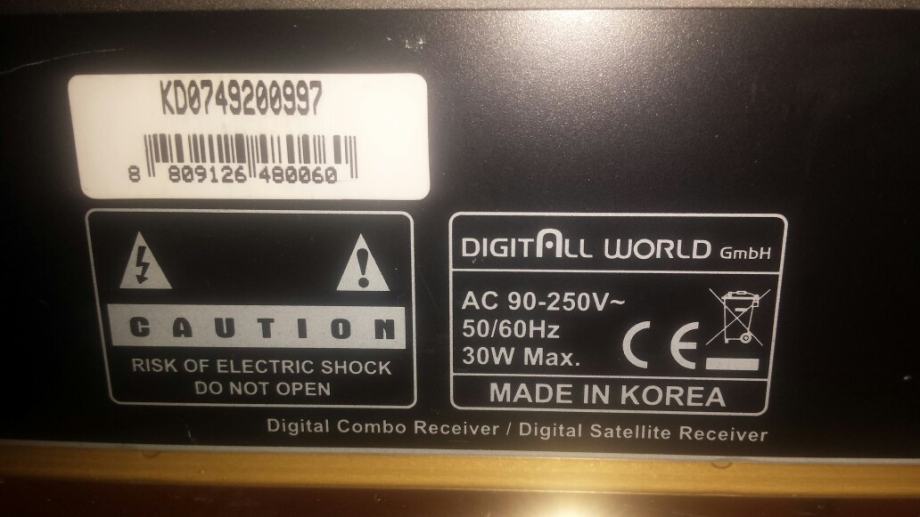 KD0749200997
8 809126 480060
CAUTION
RISK OF ELECTRIC SHOCK
DO NOT OPEN
DIGITALL WORLD GmbH
AC 90-250V~
50/60Hz
30W Max.
CE
MADE IN KOREA
Digital Combo Receiver / Digital Satellite Receiver